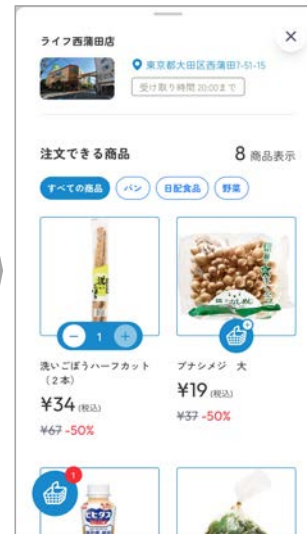 ライフ西蒲田店
東京都大田区西蒲田7-51-15
受け取り時間 20:00まで
注文できる商品
8 商品表示
すべての商品 パン 日配食品 野菜
− 1 +
洗いごぼうハーフカット
（2本）
¥34 (税込)
¥67 -50%
ブナシメジ 大
¥19 (税込)
¥37 -50%
1
ピヒダス